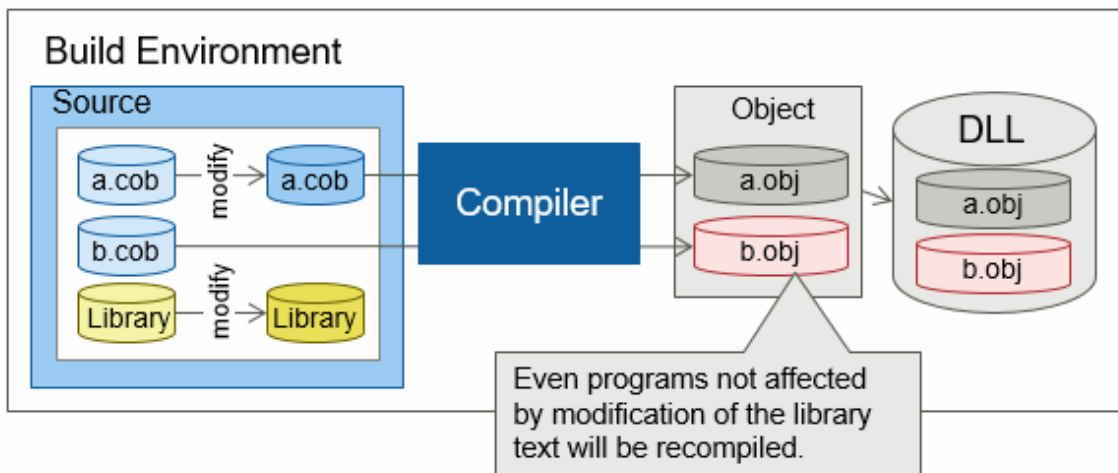 Build Environment
Source
a.cob
modify
a.cob
b.cob
Library
modify
Library
Compiler
Object
a.obj
b.obj
DLL
a.obj
b.obj
Even programs not affected
by modification of the library
text will be recompiled.